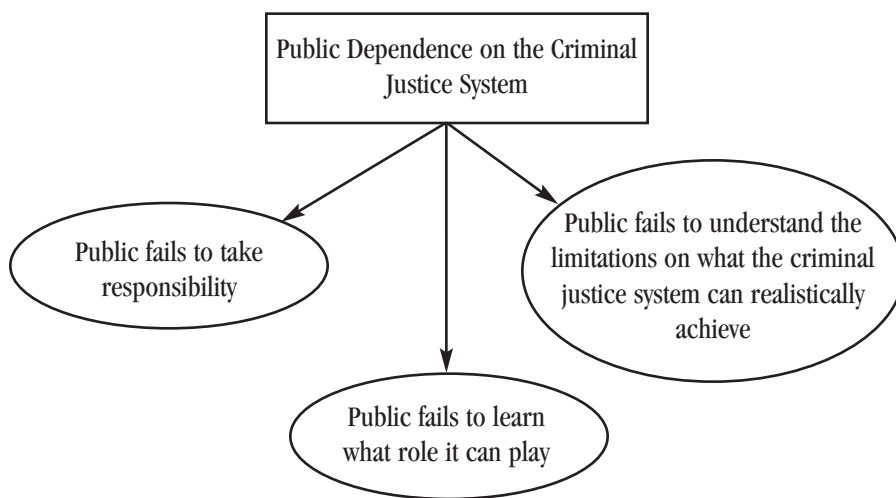 Public Dependence on the Criminal
Justice System
Public fails to take
responsibility
Public fails to understand the
limitations on what the criminal
justice system can realistically
achieve
Public fails to learn
what role it can play